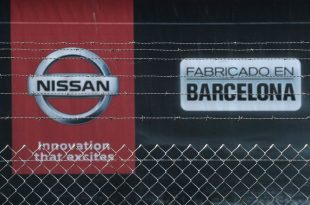 NISSAN
Innovation
that excites
FABRICADO EN
BARCELONA